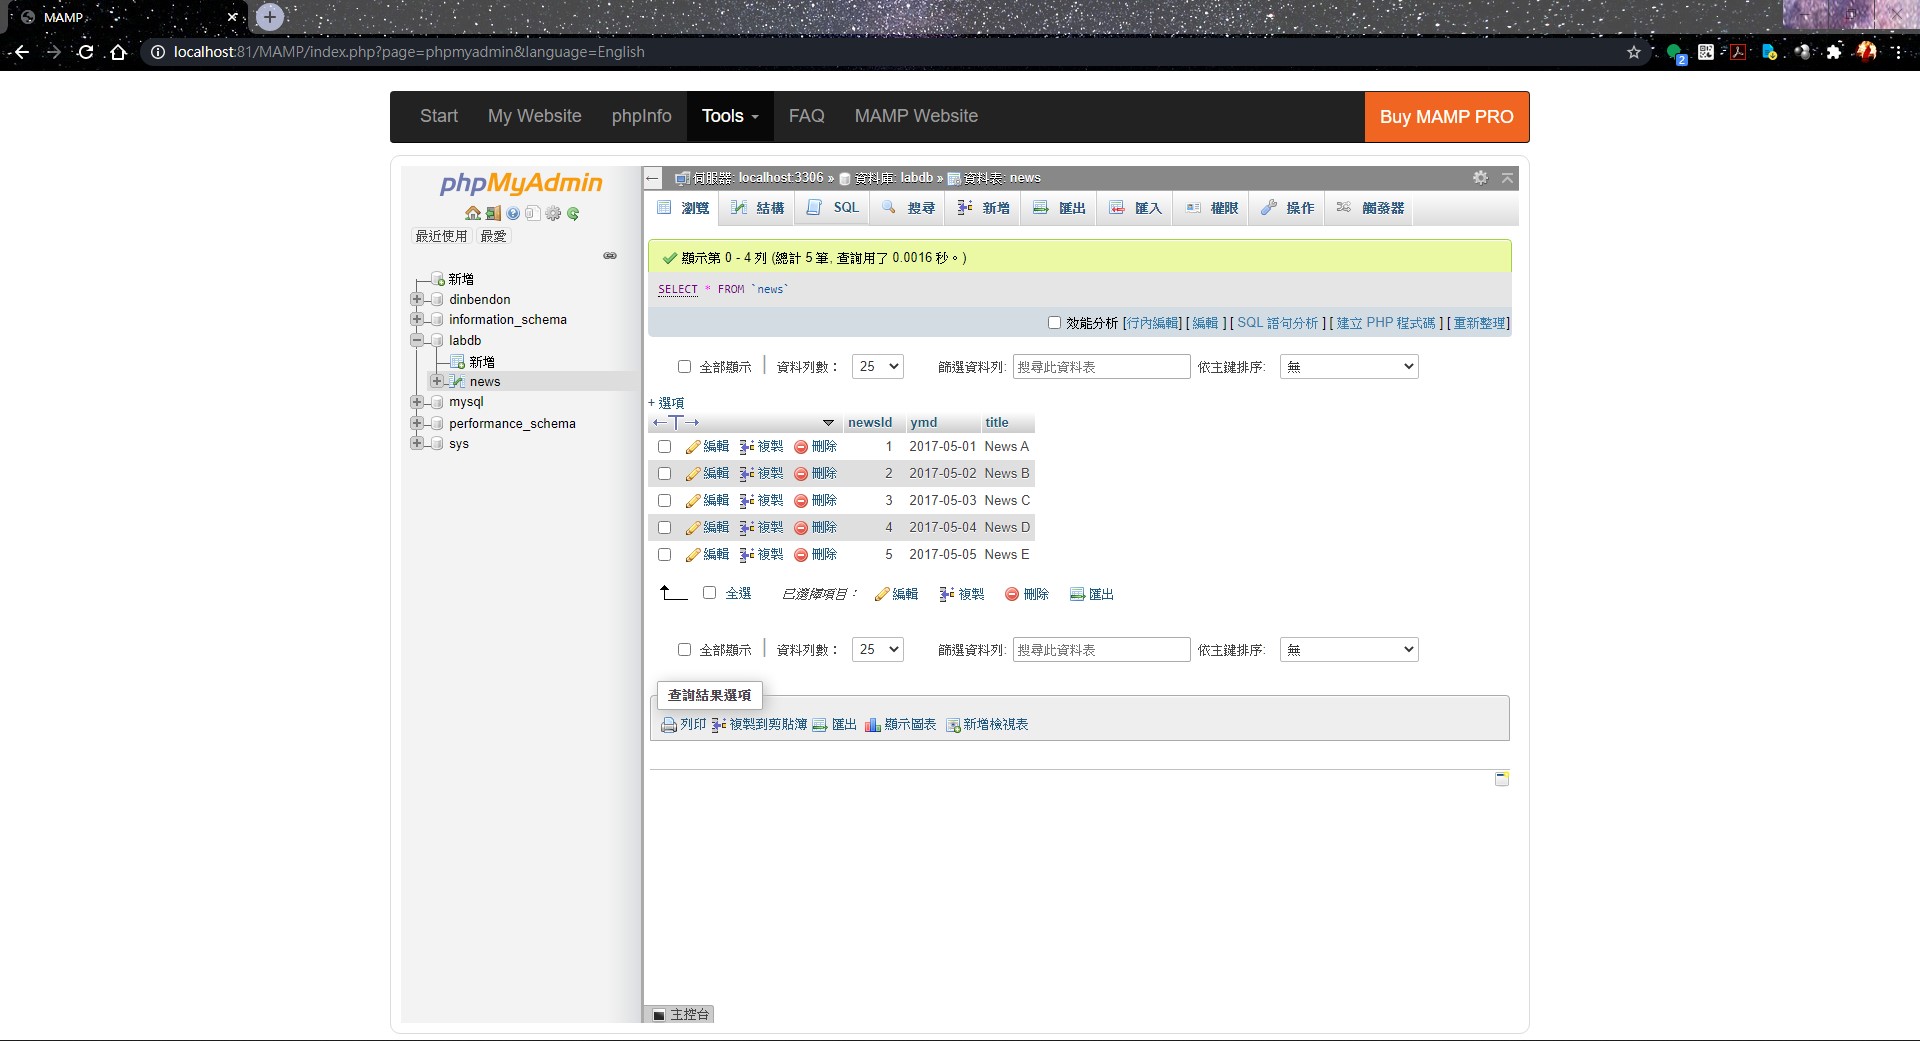 MAMP
localhost:81/MAMP/index.php?page=phpmyadmin&language=English
2
Start My Website phpInfo Tools FAQ MAMP Website Buy MAMP PRO
phpMyAdmin
最近使用 最愛
新增
dinbendon
information_schema
labdb
新增
news
mysql
performance_schema
sys
伺服器: localhost:3306 » 資料庫: labdb » 資料表: news
瀏覽 結構 SQL 搜尋 新增 匯出 匯入 權限 操作 觸發器
顯示第 0 - 4 列 (總計 5 筆, 查詢用了 0.0016 秒。)
SELECT * FROM `news`
效能分析 [行內編輯] [ 編輯 ] [ SQL 語句分析 ] [ 建立 PHP 程式碼 ] [ 重新整理]
全部顯示 資料列數： 25 篩選資料列: 搜尋此資料表 依主鍵排序: 無
+ 選項
←T→ newsId ymd title
編輯 複製 刪除 1 2017-05-01 News A
編輯 複製 刪除 2 2017-05-02 News B
編輯 複製 刪除 3 2017-05-03 News C
編輯 複製 刪除 4 2017-05-04 News D
編輯 複製 刪除 5 2017-05-05 News E
全選 已選擇項目： 編輯 複製 刪除 匯出
全部顯示 資料列數： 25 篩選資料列: 搜尋此資料表 依主鍵排序: 無
查詢結果選項
列印 複製到剪貼簿 匯出 顯示圖表 新增檢視表
主控台